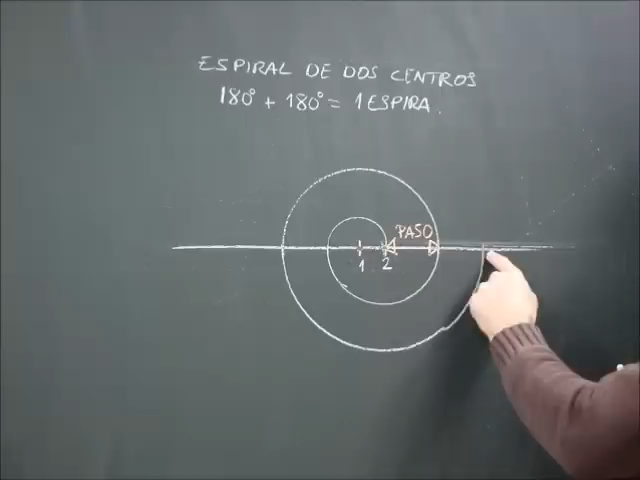 ESPIRAL DE DOS CENTROS
180° + 180° = 1 ESPIRA.
PASO
1 2